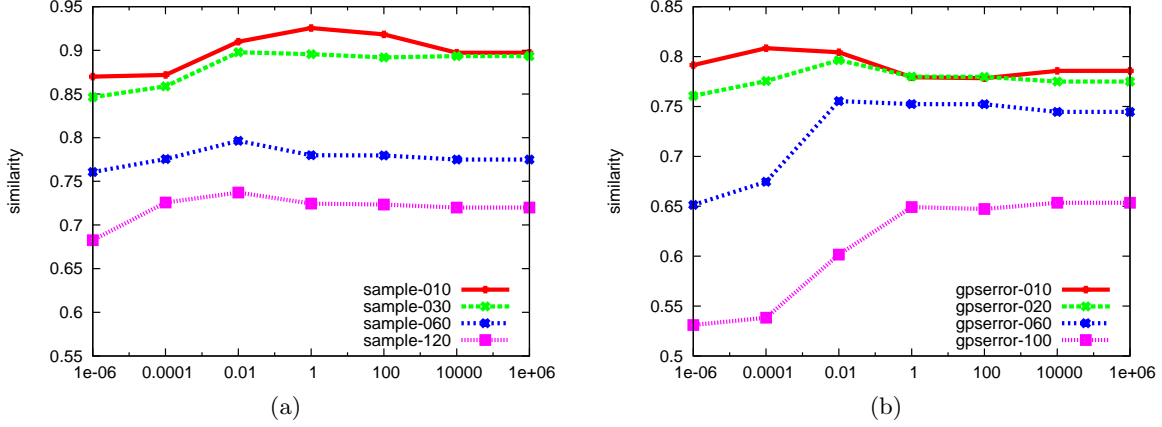 0.95
0.9
0.85
0.8
0.75
0.7
0.65
0.6
0.55
similarity
sample-010
sample-030
sample-060
sample-120
1e-06 0.0001 0.01 1 100 10000 1e+06
(a)
0.85
0.8
0.75
0.7
0.65
0.6
0.55
0.5
similarity
gpserror-010
gpserror-020
gpserror-060
gpserror-100
1e-06 0.0001 0.01 1 100 10000 1e+06
(b)